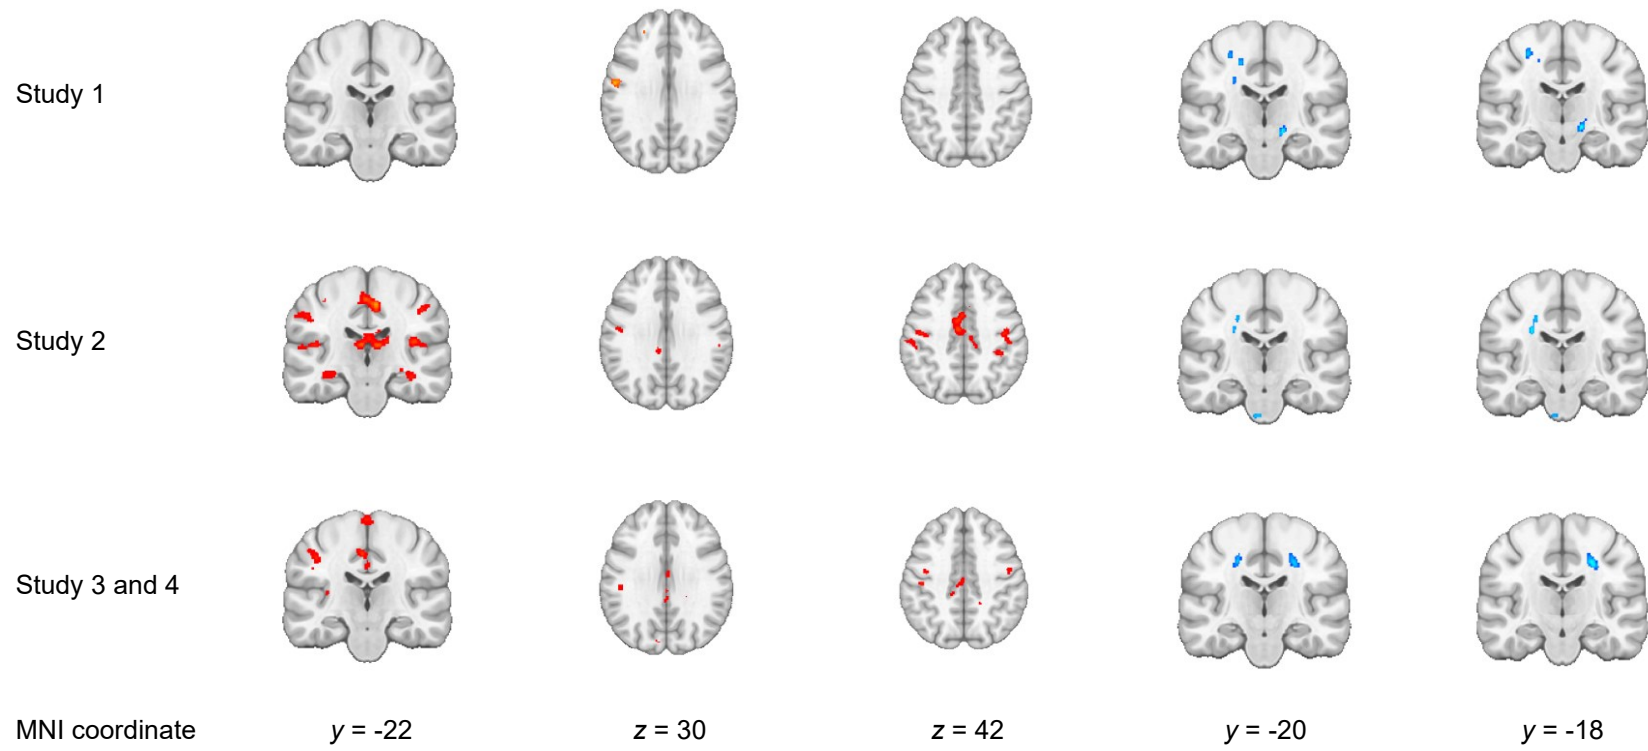 Study 1
Study 2
Study 3 and 4
MNI coordinate y = -22 z = 30 z = 42 y = -20 y = -18